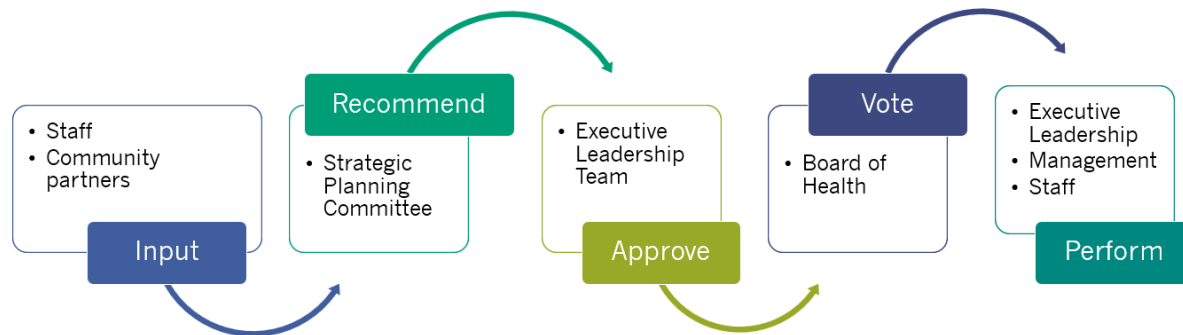 • Staff
• Community
partners
Input
Recommend
• Strategic
Planning
Committee
• Executive
Leadership
Team
Approve
Vote
• Board of
Health
• Executive
Leadership
• Management
• Staff
Perform